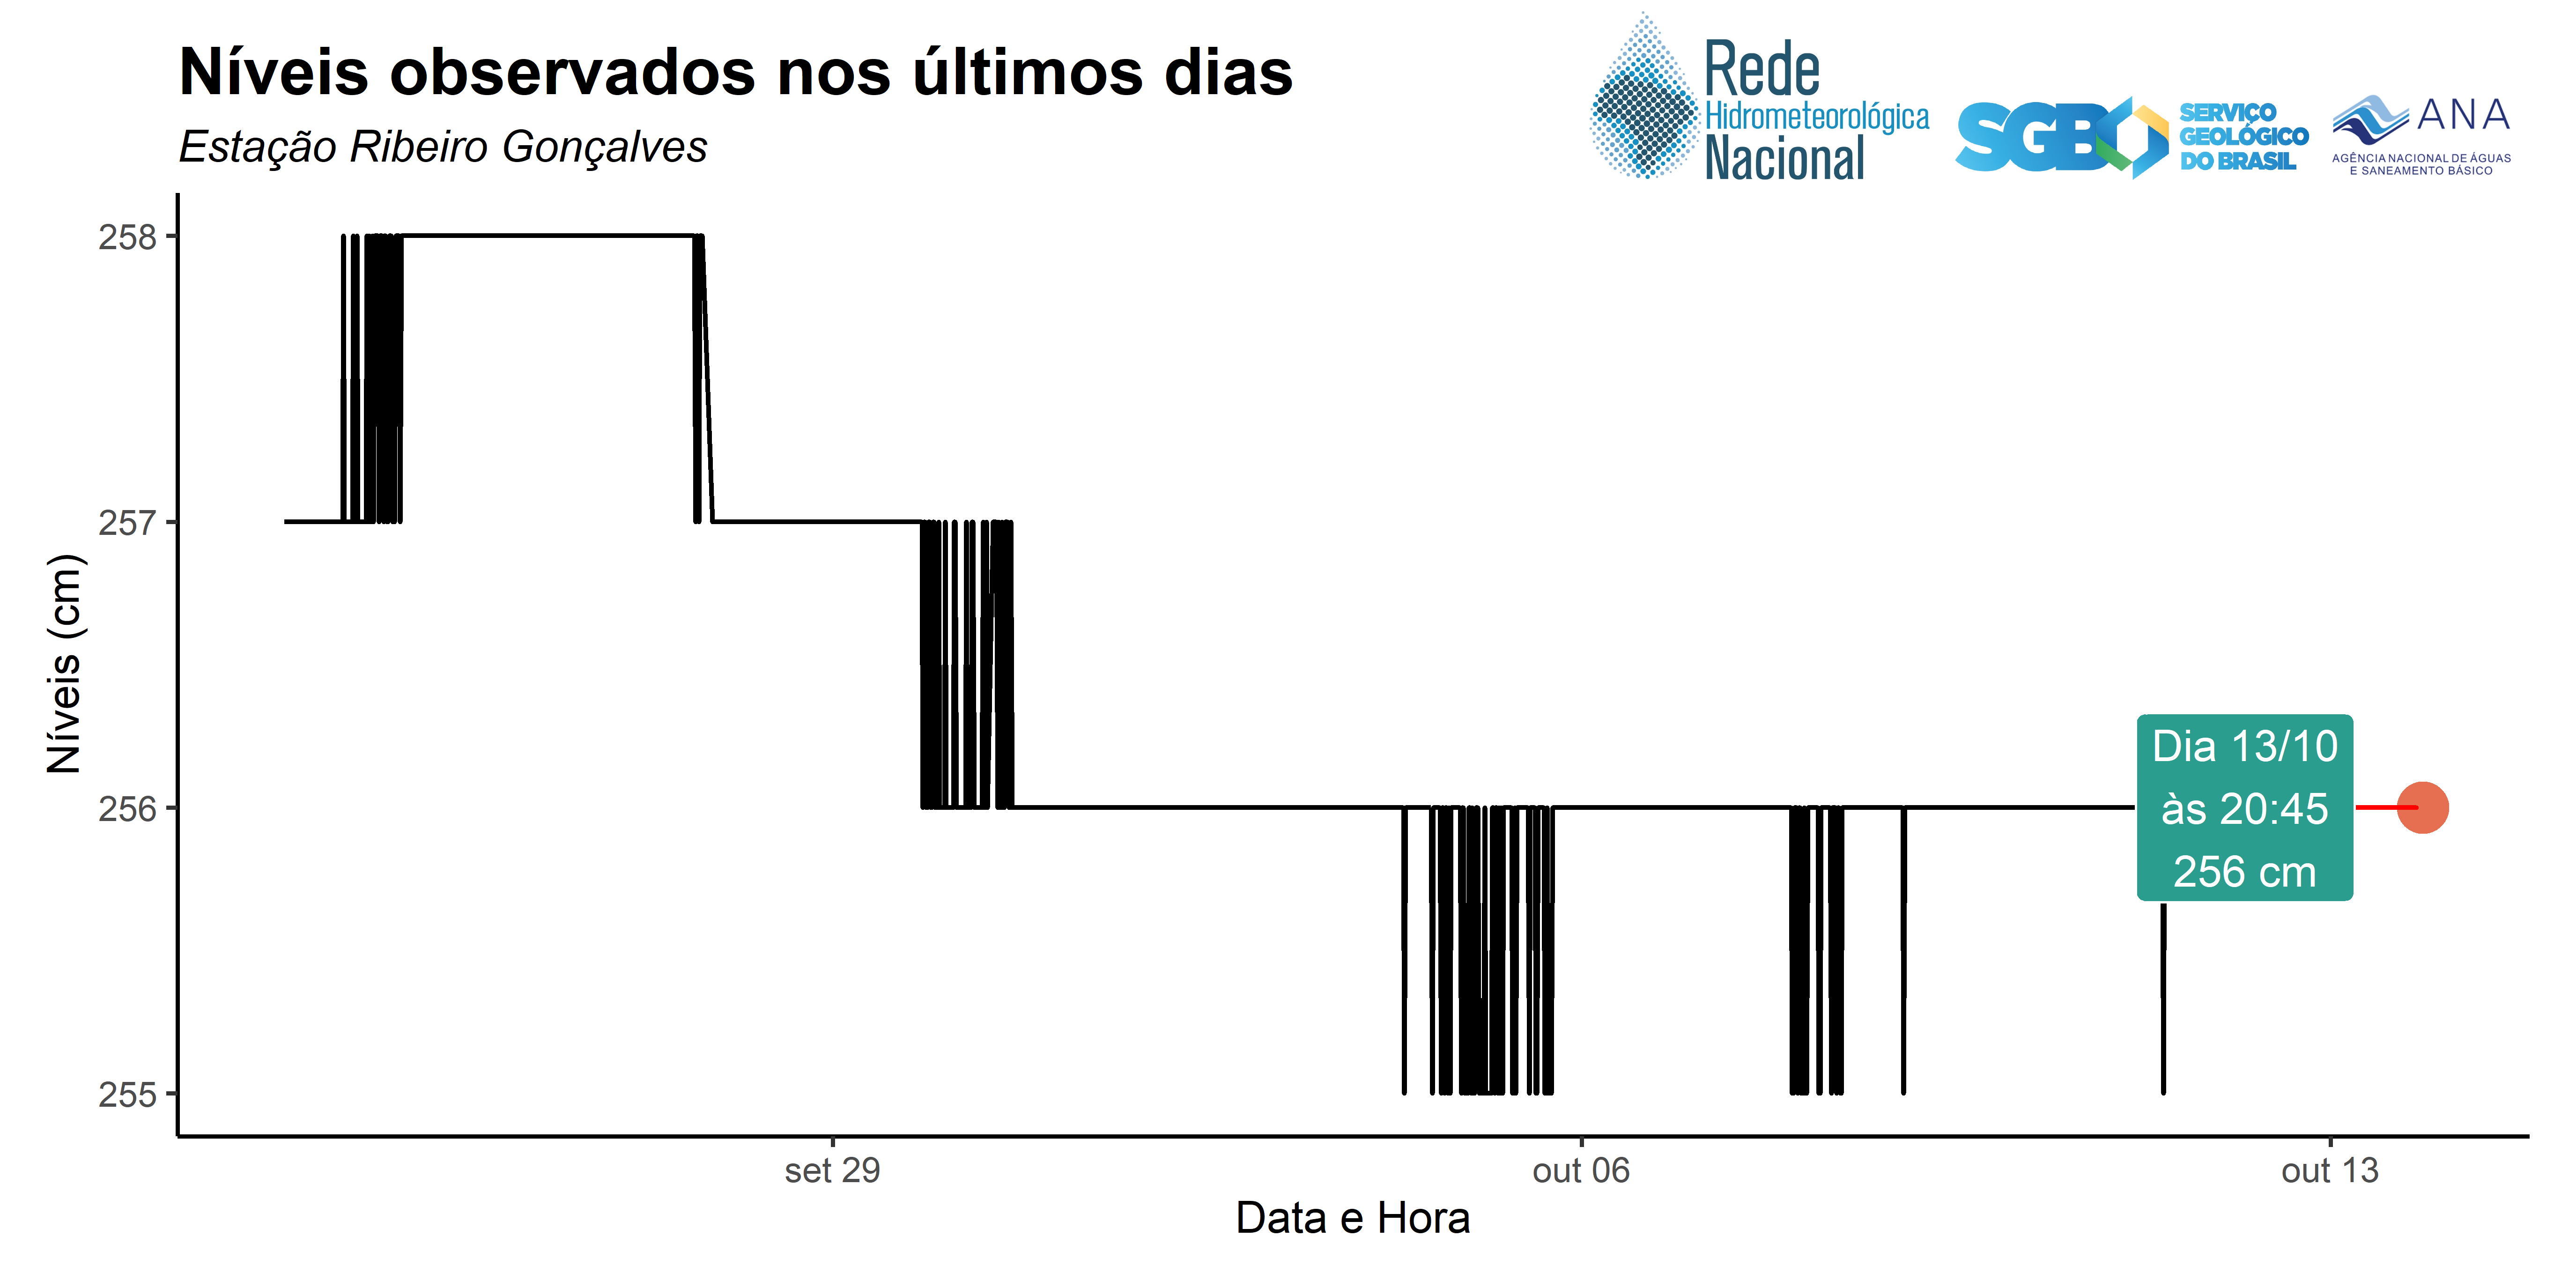 Níveis observados nos últimos dias
Estação Ribeiro Gonçalves
Rede
Hidrometeorológica
Nacional
SGB
SERVIÇO
GEOLÓGICO
DO BRASIL
ANA
AGÊNCIA NACIONAL DE ÁGUAS
E SANEAMENTO BÁSICO
Níveis (cm)
258
257
256
255
Dia 13/10
às 20:45
256 cm
set 29
out 06
out 13
Data e Hora